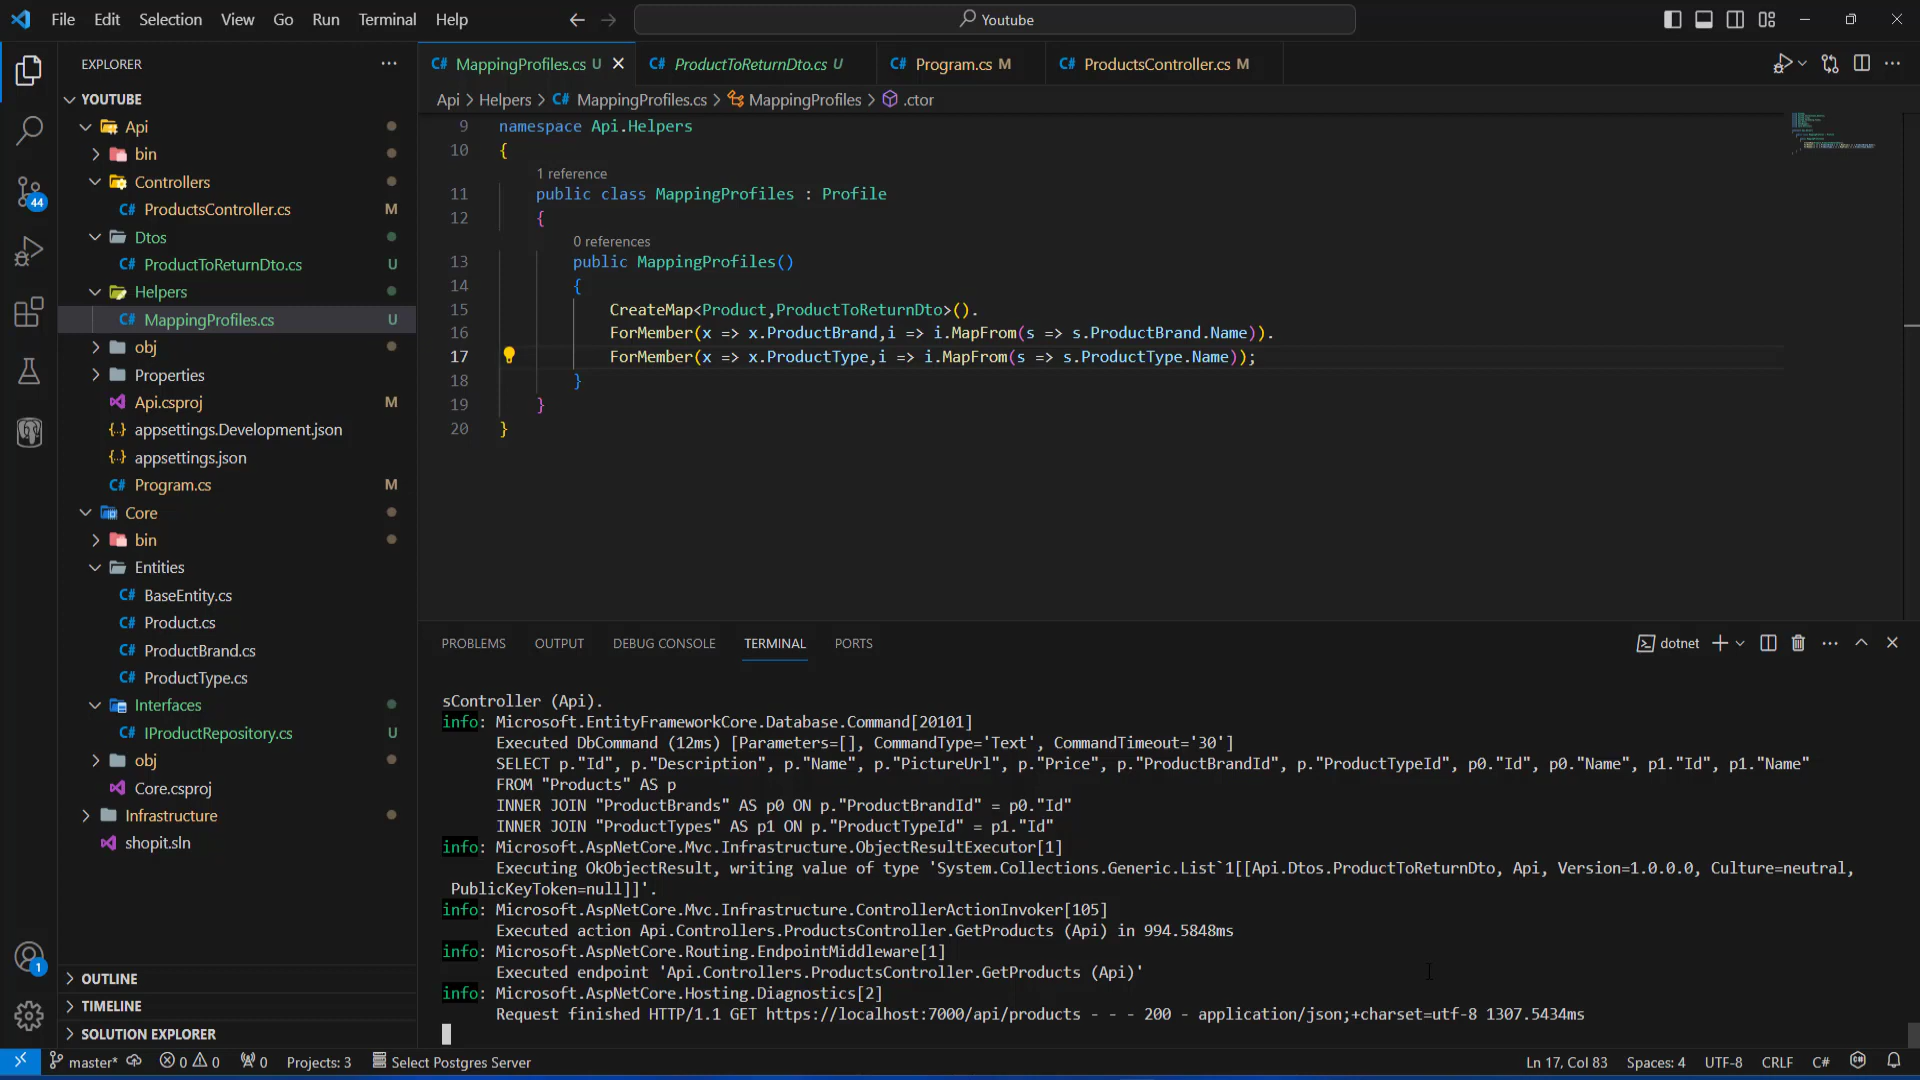 File Edit Selection View Go Run Terminal Help
Youtube
EXPLORER
YOUTUBE
Api
bin
Controllers
C# ProductsController.cs M
Dtos
C# ProductToReturnDto.cs U
Helpers
C# MappingProfiles.cs U
obj
Properties
Api.csproj M
{..} appsettings.Development.json
{..} appsettings.json
C# Program.cs M
Core
bin
Entities
C# BaseEntity.cs
C# Product.cs
C# ProductBrand.cs
C# ProductType.cs
Interfaces
C# IProductRepository.cs U
obj
Core.csproj
Infrastructure
shopit.sln
OUTLINE
TIMELINE
SOLUTION EXPLORER
44
1
C# MappingProfiles.cs U
C# ProductToReturnDto.cs U
C# Program.cs M
C# ProductsController.cs M
Api > Helpers > C# MappingProfiles.cs > MappingProfiles > .ctor
9 namespace Api.Helpers
10 {
1 reference
11 public class MappingProfiles : Profile
12 {
0 references
13 public MappingProfiles()
14 {
15 CreateMap<Product,ProductToReturnDto>().
16 ForMember(x => x.ProductBrand,i => i.MapFrom(s => s.ProductBrand.Name)).
17 ForMember(x => x.ProductType,i => i.MapFrom(s => s.ProductType.Name));
18 }
19 }
20 }
PROBLEMS OUTPUT DEBUG CONSOLE TERMINAL PORTS
dotnet
sController (Api).
info: Microsoft.EntityFrameworkCore.Database.Command[20101]
Executed DbCommand (12ms) [Parameters=[], CommandType='Text', CommandTimeout='30']
SELECT p."Id", p."Description", p."Name", p."PictureUrl", p."Price", p."ProductBrandId", p."ProductTypeId", p0."Id", p0."Name", p1."Id", p1."Name"
FROM "Products" AS p
INNER JOIN "ProductBrands" AS p0 ON p."ProductBrandId" = p0."Id"
INNER JOIN "ProductTypes" AS p1 ON p."ProductTypeId" = p1."Id"
info: Microsoft.AspNetCore.Mvc.Infrastructure.ObjectResultExecutor[1]
Executing OkObjectResult, writing value of type 'System.Collections.Generic.List`1[[Api.Dtos.ProductToReturnDto, Api, Version=1.0.0.0, Culture=neutral,
PublicKeyToken=null]]'.
info: Microsoft.AspNetCore.Mvc.Infrastructure.ControllerActionInvoker[105]
Executed action Api.Controllers.ProductsController.GetProducts (Api) in 994.5848ms
info: Microsoft.AspNetCore.Routing.EndpointMiddleware[1]
Executed endpoint 'Api.Controllers.ProductsController.GetProducts (Api)'
info: Microsoft.AspNetCore.Hosting.Diagnostics[2]
Request finished HTTP/1.1 GET https://localhost:7000/api/products - - - 200 - application/json;+charset=utf-8 1307.5434ms
master* 0 0 0 Projects: 3 Select Postgres Server
Ln 17, Col 83 Spaces: 4 UTF-8 CRLF C#